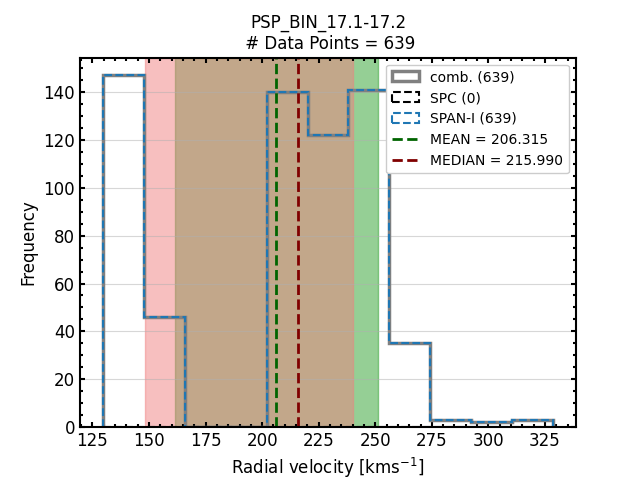 PSP_BIN_17.1-17.2
# Data Points = 639
comb. (639)
SPC (0)
SPAN-I (639)
MEAN = 206.315
MEDIAN = 215.990
Frequency
140
120
100
80
60
40
20
0
125 150 175 200 225 250 275 300 325
Radial velocity [kms⁻¹]